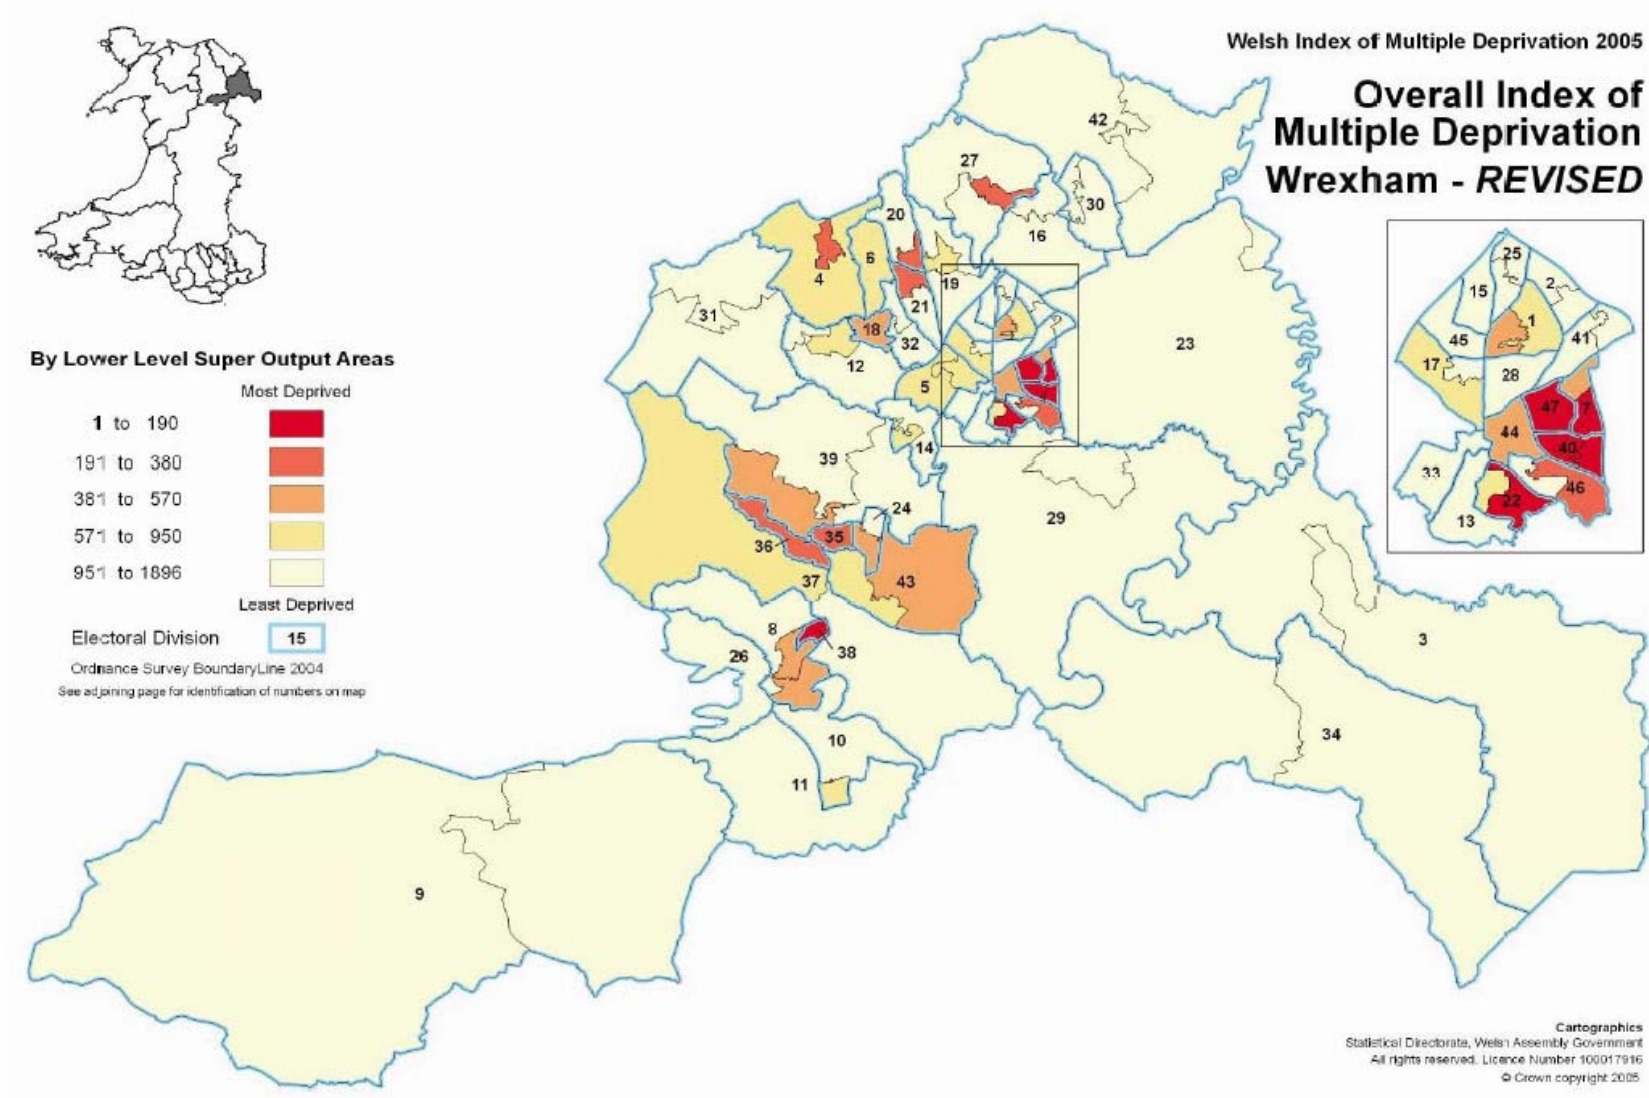 Welsh Index of Multiple Deprivation 2005
Overall Index of
Multiple Deprivation
Wrexham - REVISED
By Lower Level Super Output Areas
Most Deprived
1 to 190
191 to 380
381 to 570
571 to 950
951 to 1896
Least Deprived
Electoral Division 15
Ordnance Survey BoundaryLine 2004
See adjoining page for identification of numbers on map
42
27
30
20
16
6
4
19
21
31
18
32
12
23
5
14
39
24
29
36
35
37
43
8
38
26
3
10
34
11
9
25
15
2
1
45
41
17
28
47
7
44
40
33
46
22
13
Cartographics
Statistical Directorate, Welsh Assembly Government
All rights reserved. Licence Number 100017916
© Crown copyright 2005